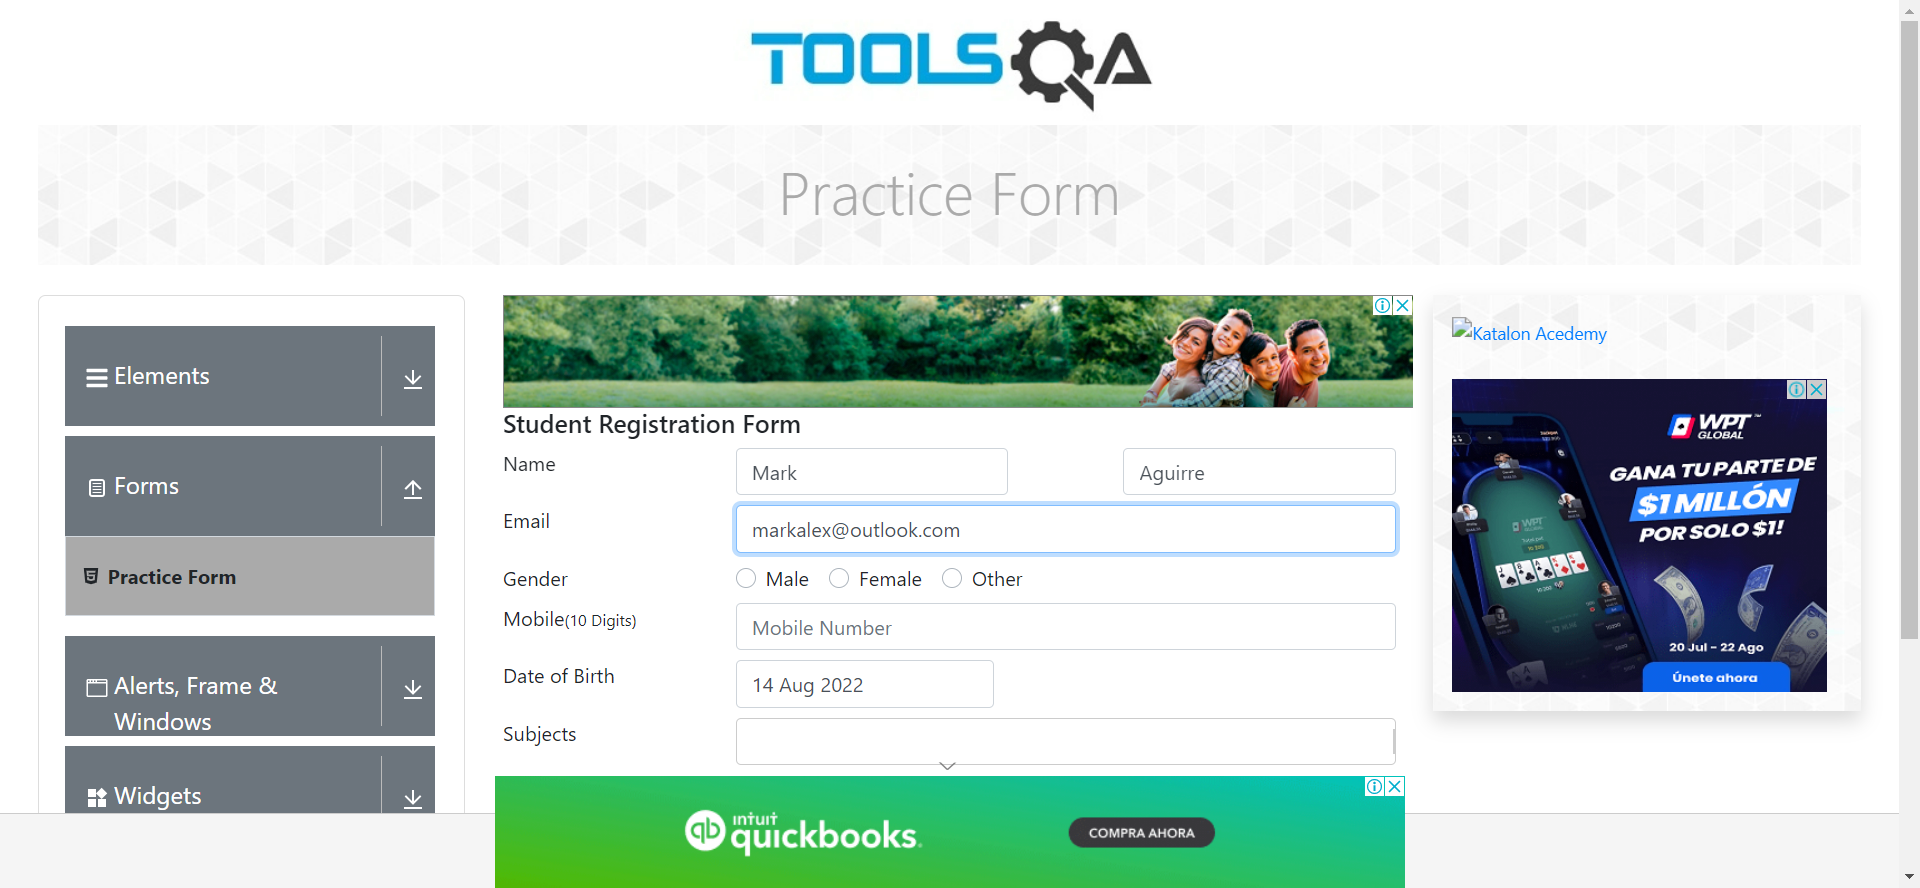 TOOLSQA
Practice Form
Elements
Forms
Practice Form
Alerts, Frame &
Windows
Widgets
Student Registration Form
Name
Mark
Aguirre
Email
markalex@outlook.com
Gender
Male
Female
Other
Mobile(10 Digits)
Mobile Number
Date of Birth
14 Aug 2022
Subjects
Katalon Acedemy
WPT™
GLOBAL
GANA TU PARTE DE
$1 MILLÓN
POR SOLO $1!
20 Jul - 22 Ago
Únete ahora
qb
intuit
quickbooks.
COMPRA AHORA